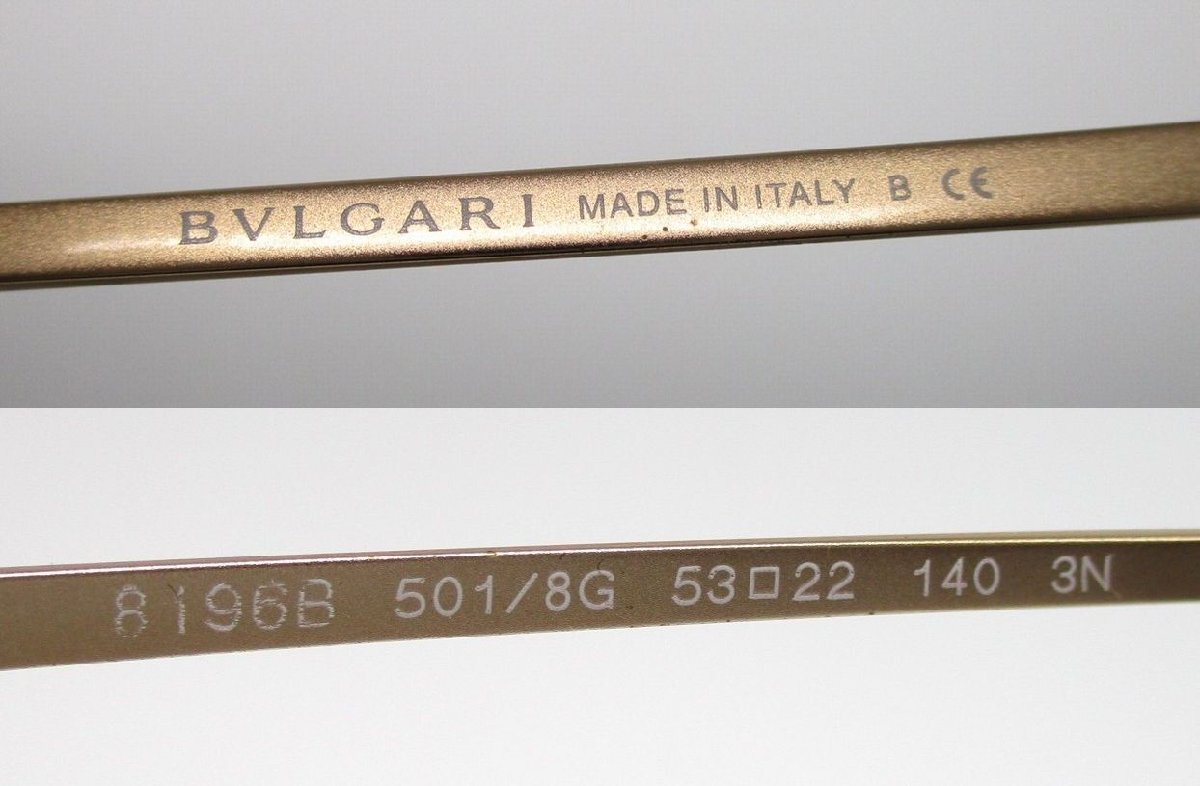 BVLGARI MADE IN ITALY B CE
8196B 501/8G 53□22 140 3N